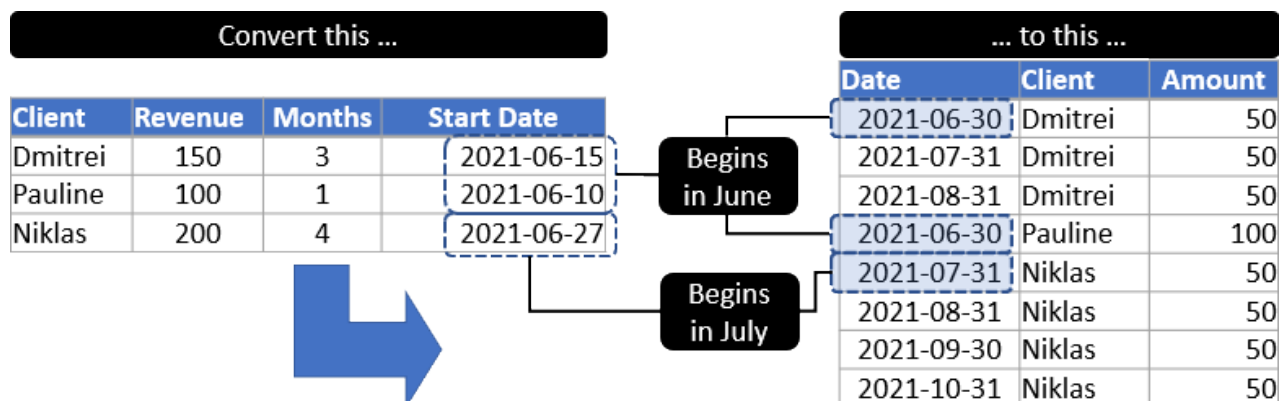 Convert this ...
... to this ...
Client Revenue Months Start Date
Dmitrei 150 3 2021-06-15
Pauline 100 1 2021-06-10
Niklas 200 4 2021-06-27
Begins
in June
Begins
in July
Date Client Amount
2021-06-30 Dmitrei 50
2021-07-31 Dmitrei 50
2021-08-31 Dmitrei 50
2021-06-30 Pauline 100
2021-07-31 Niklas 50
2021-08-31 Niklas 50
2021-09-30 Niklas 50
2021-10-31 Niklas 50